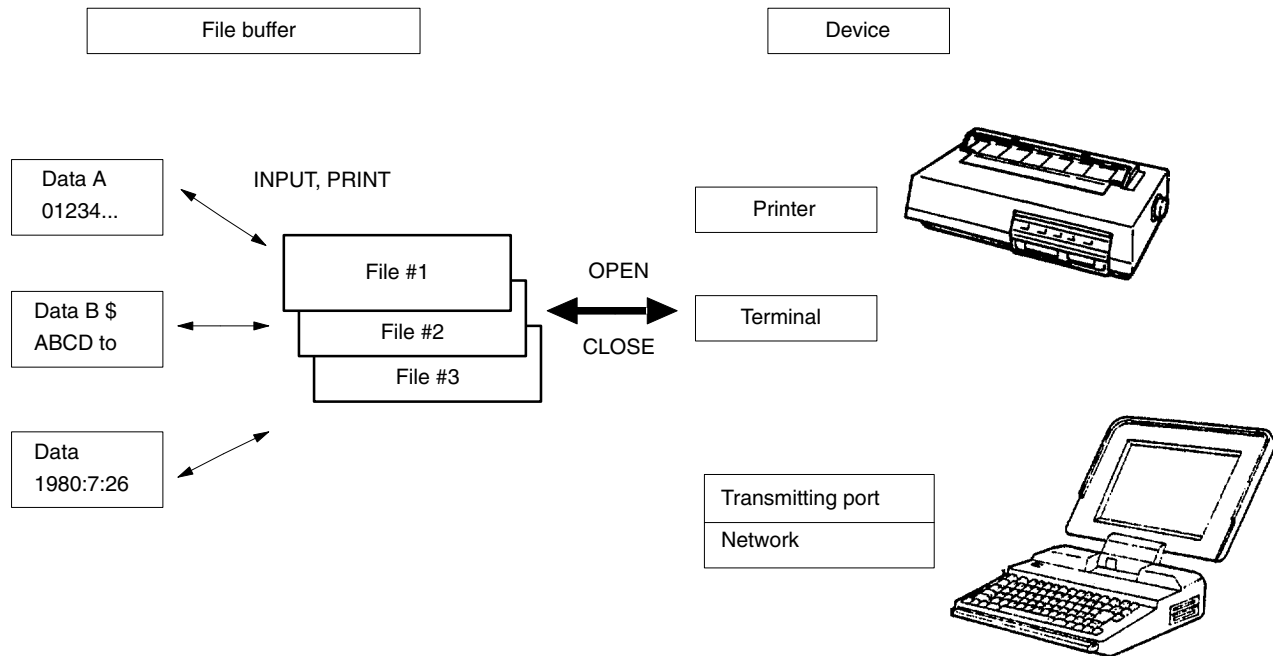 File buffer
Device
Data A
01234...
INPUT, PRINT
Printer
File #1
OPEN
Data B $
ABCD to
File #2
Terminal
CLOSE
File #3
Data
1980:7:26
Transmitting port
Network